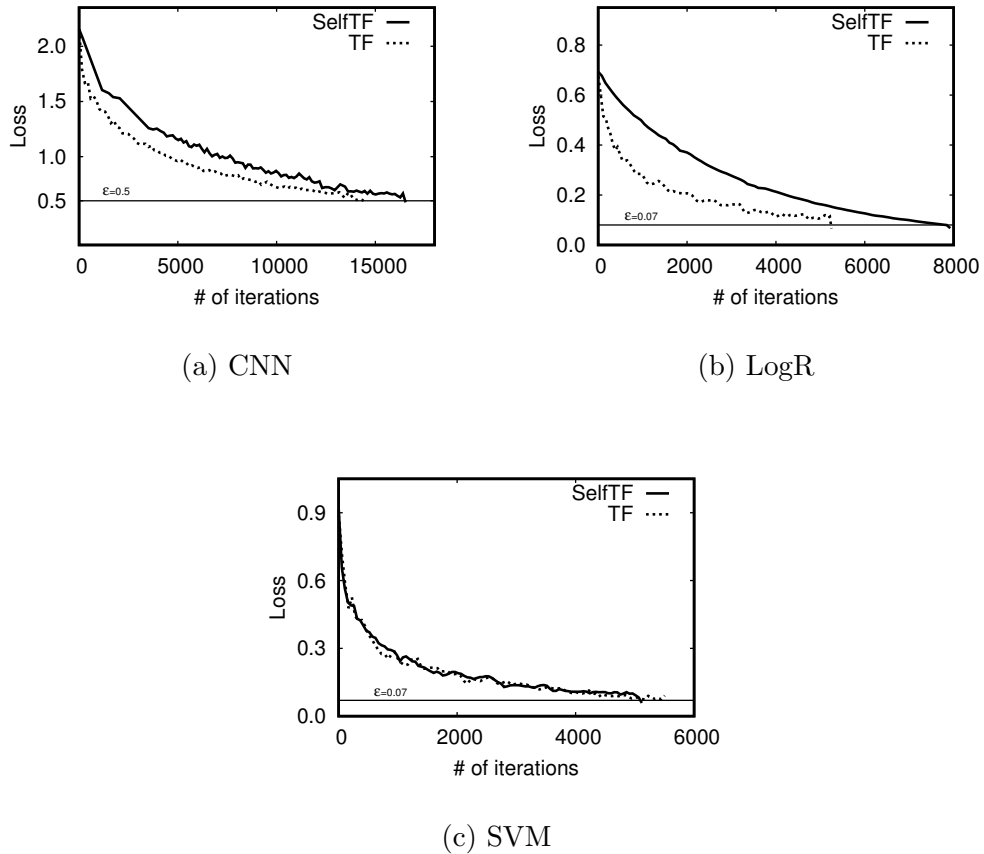 SelfTF
TF
2.0
1.5
1.0
0.5
Loss
ε=0.5
0 5000 10000 15000
# of iterations
(a) CNN
SelfTF
TF
0.8
0.6
0.4
0.2
0.0
Loss
ε=0.07
0 2000 4000 6000 8000
# of iterations
(b) LogR
SelfTF
TF
0.9
0.6
0.3
0.0
Loss
ε=0.07
0 2000 4000 6000
# of iterations
(c) SVM